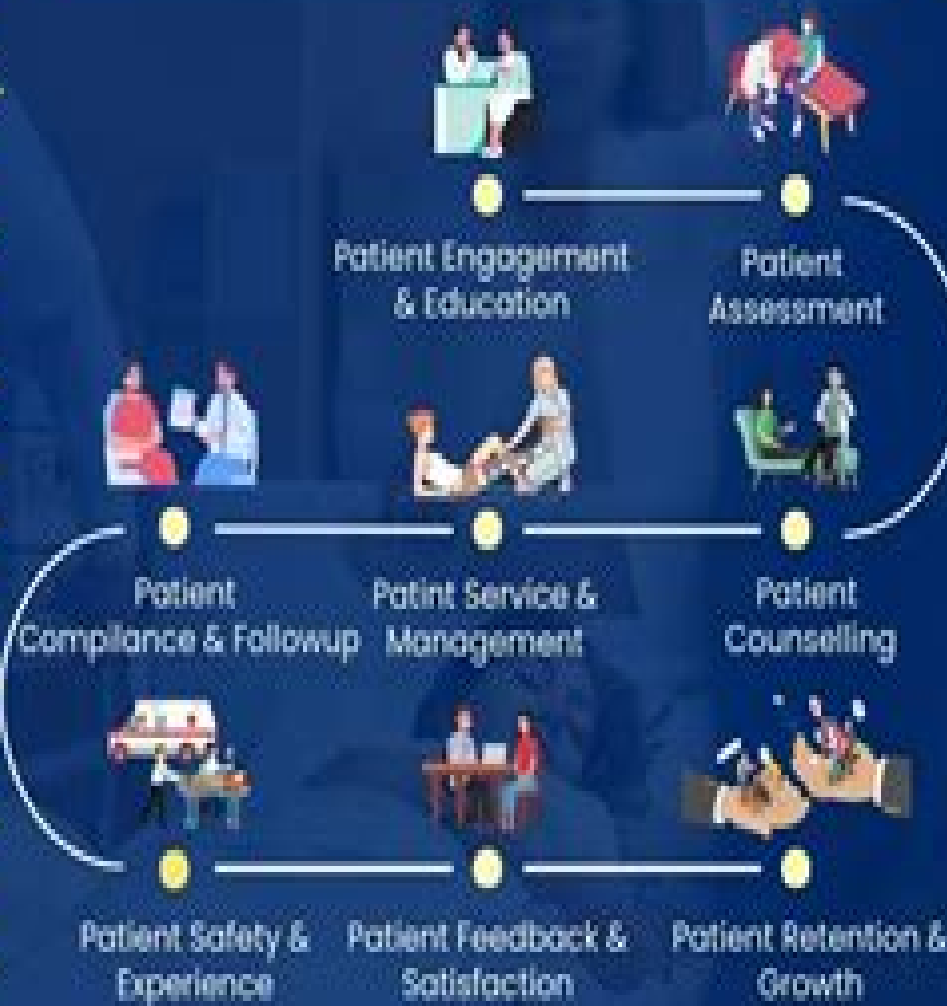 Patient Engagement
& Education
Patient
Assessment
Patient
Compliance & Followup
Patint Service &
Management
Patient
Counselling
Patient Safety &
Experience
Patient Feedback &
Satisfaction
Patient Retention &
Growth